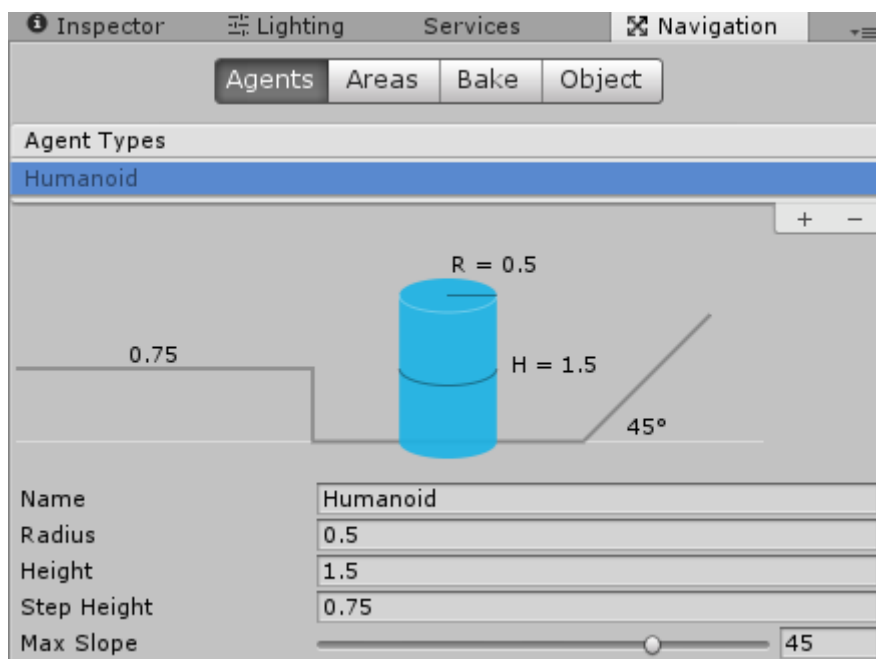 Inspector Lighting Services Navigation
Agents Areas Bake Object
Agent Types
Humanoid
+ −
R = 0.5
0.75
H = 1.5
45°
Name Humanoid
Radius 0.5
Height 1.5
Step Height 0.75
Max Slope 45